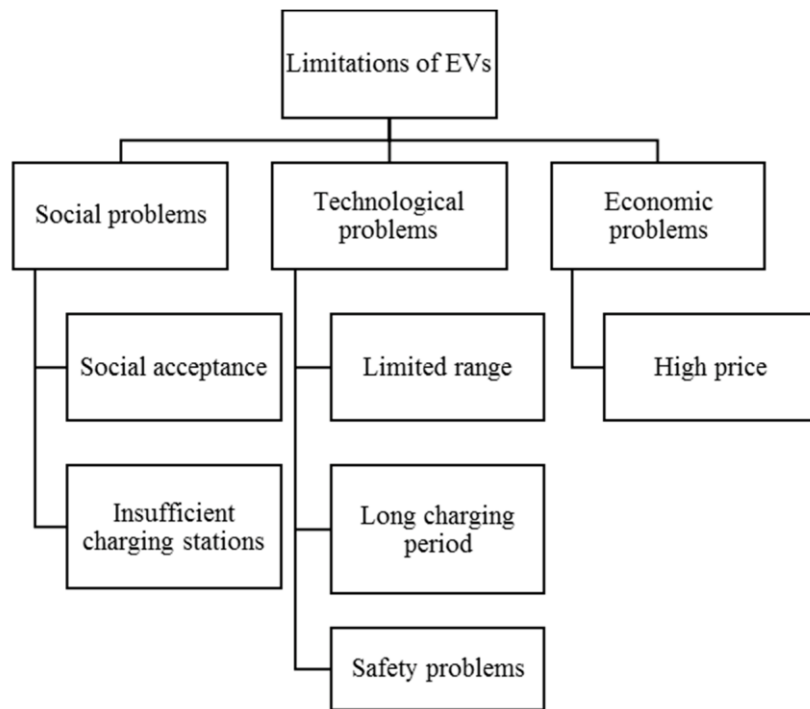 Limitations of EVs
Social problems
Technological
problems
Economic
problems
Social acceptance
Limited range
High price
Insufficient
charging stations
Long charging
period
Safety problems